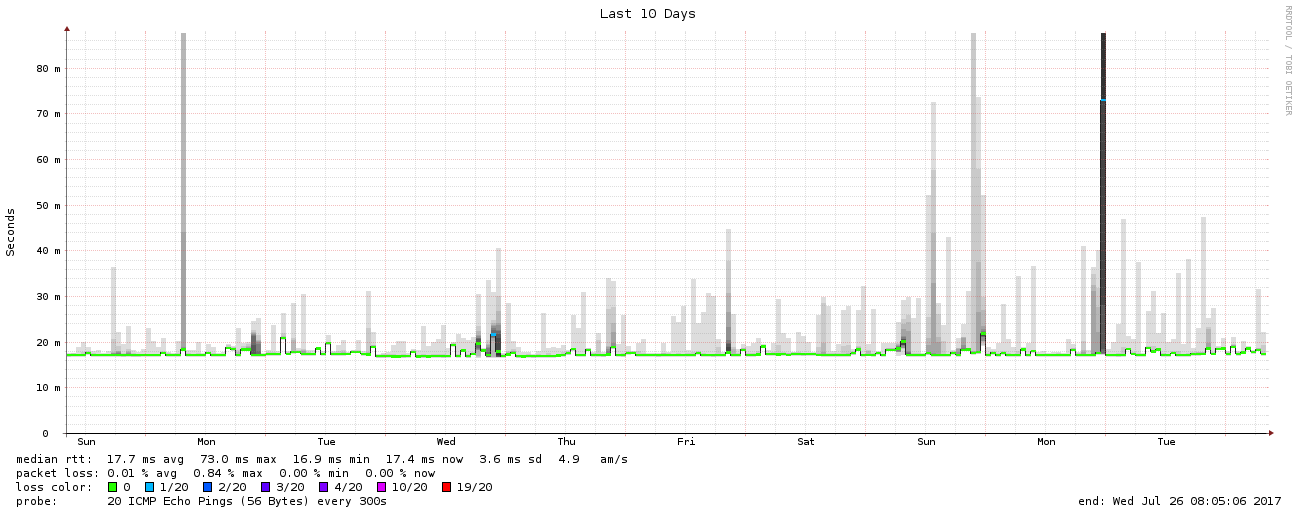 Last 10 Days
RRDTOOL / TOBI OETIKER
Seconds
80 m
70 m
60 m
50 m
40 m
30 m
20 m
10 m
0
Sun Mon Tue Wed Thu Fri Sat Sun Mon Tue
median rtt: 17.7 ms avg 73.0 ms max 16.9 ms min 17.4 ms now 3.6 ms sd 4.9 am/s
packet loss: 0.01 % avg 0.84 % max 0.00 % min 0.00 % now
loss color: 0 1/20 2/20 3/20 4/20 10/20 19/20
probe: 20 ICMP Echo Pings (56 Bytes) every 300s end: Wed Jul 26 08:05:06 2017